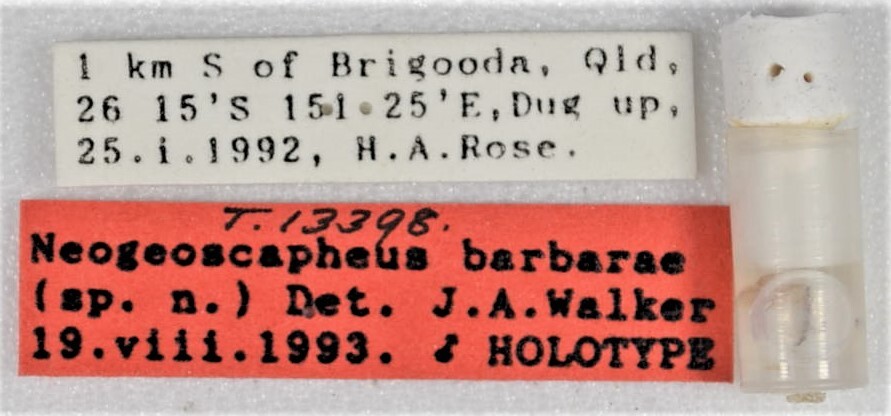 1 km S of Brigooda, Qld,
26 15'S 151 25'E, Dug up,
25.i.1992, H.A.Rose.
T.13398.
Neogeoscapheus barbarae
(sp. n.) Det. J.A.Walker
19.viii.1993. ♂ HOLOTYPE